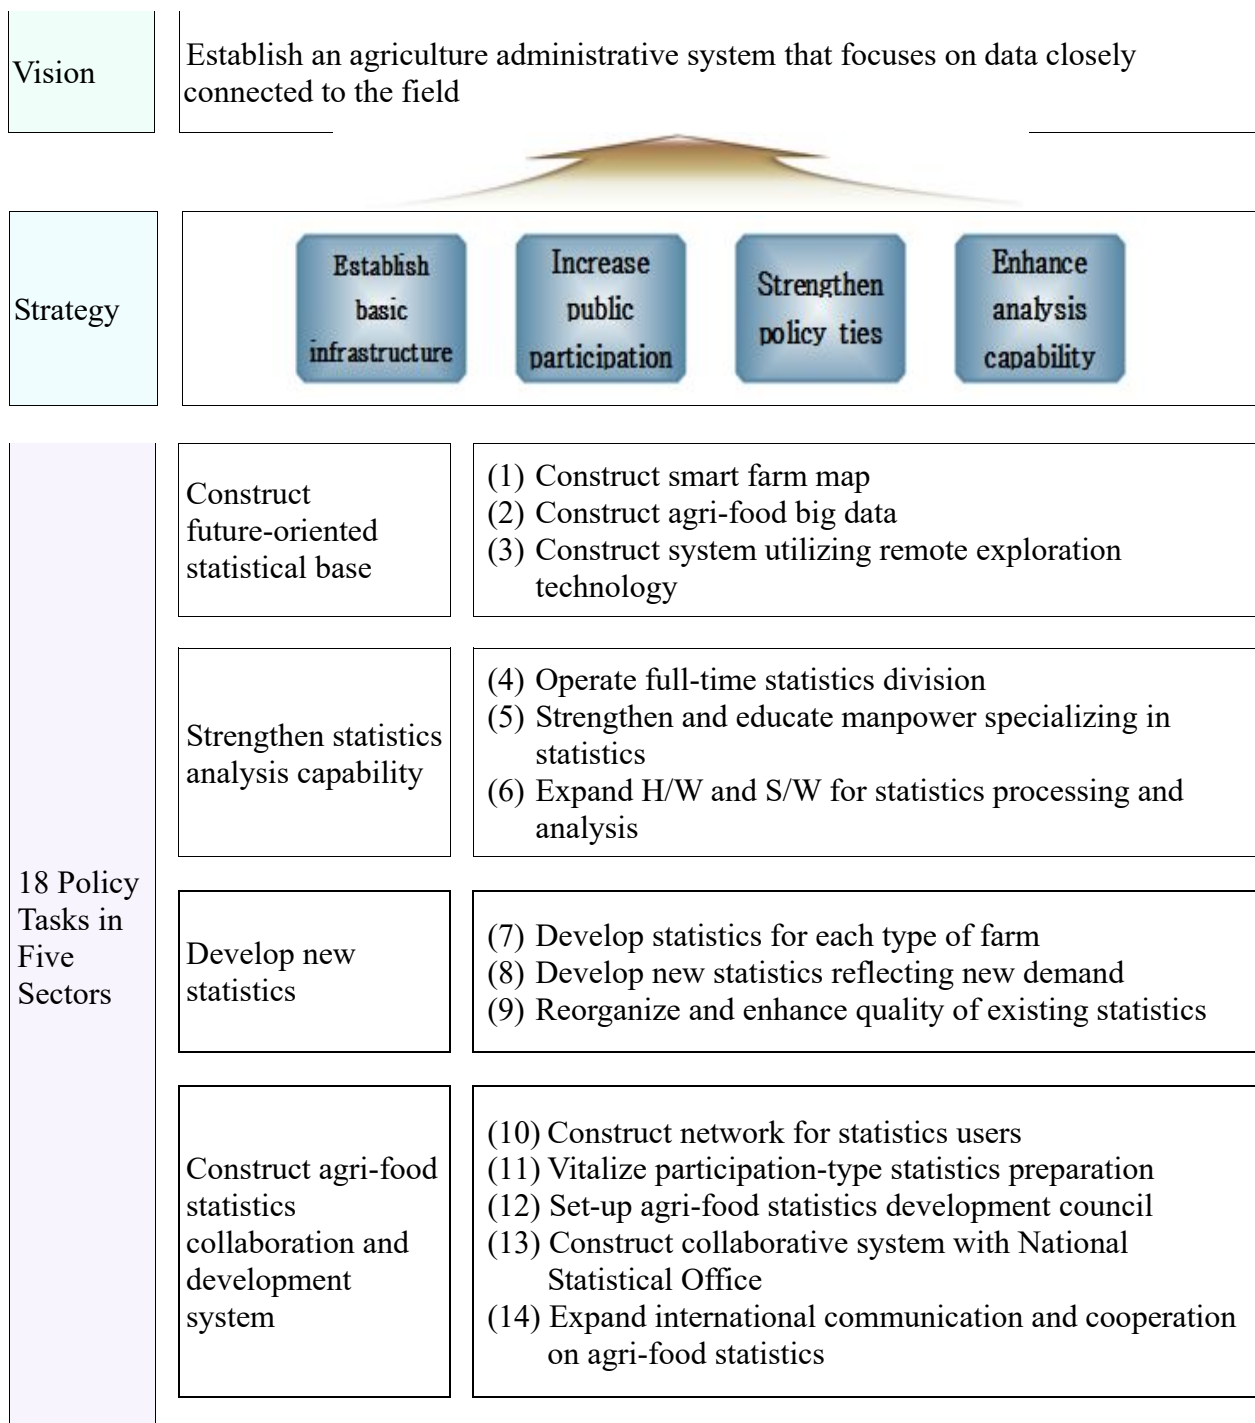 Vision
Establish an agriculture administrative system that focuses on data closely
connected to the field
Strategy
Establish
basic
infrastructure
Increase
public
participation
Strengthen
policy ties
Enhance
analysis
capability
18 Policy
Tasks in
Five
Sectors
Construct
future-oriented
statistical base
(1) Construct smart farm map
(2) Construct agri-food big data
(3) Construct system utilizing remote exploration
technology
Strengthen statistics
analysis capability
(4) Operate full-time statistics division
(5) Strengthen and educate manpower specializing in
statistics
(6) Expand H/W and S/W for statistics processing and
analysis
Develop new
statistics
(7) Develop statistics for each type of farm
(8) Develop new statistics reflecting new demand
(9) Reorganize and enhance quality of existing statistics
Construct agri-food
statistics
collaboration and
development
system
(10) Construct network for statistics users
(11) Vitalize participation-type statistics preparation
(12) Set-up agri-food statistics development council
(13) Construct collaborative system with National
Statistical Office
(14) Expand international communication and cooperation
on agri-food statistics